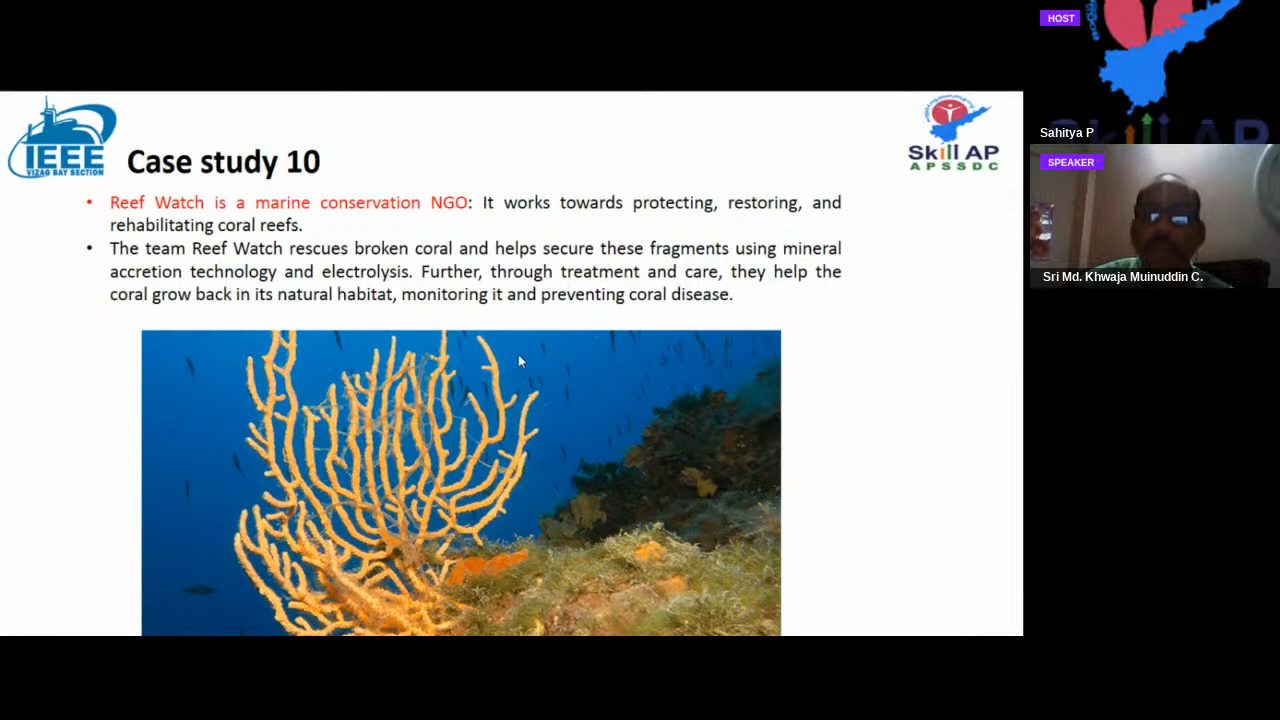 HOST
Sahitya P
SPEAKER
Sri Md. Khwaja Muinuddin C.
IEEE
VIZAG BAY SECTION
Skill AP
APSSDC
Case study 10
• Reef Watch is a marine conservation NGO: It works towards protecting, restoring, and
rehabilitating coral reefs.
• The team Reef Watch rescues broken coral and helps secure these fragments using mineral
accretion technology and electrolysis. Further, through treatment and care, they help the
coral grow back in its natural habitat, monitoring it and preventing coral disease.